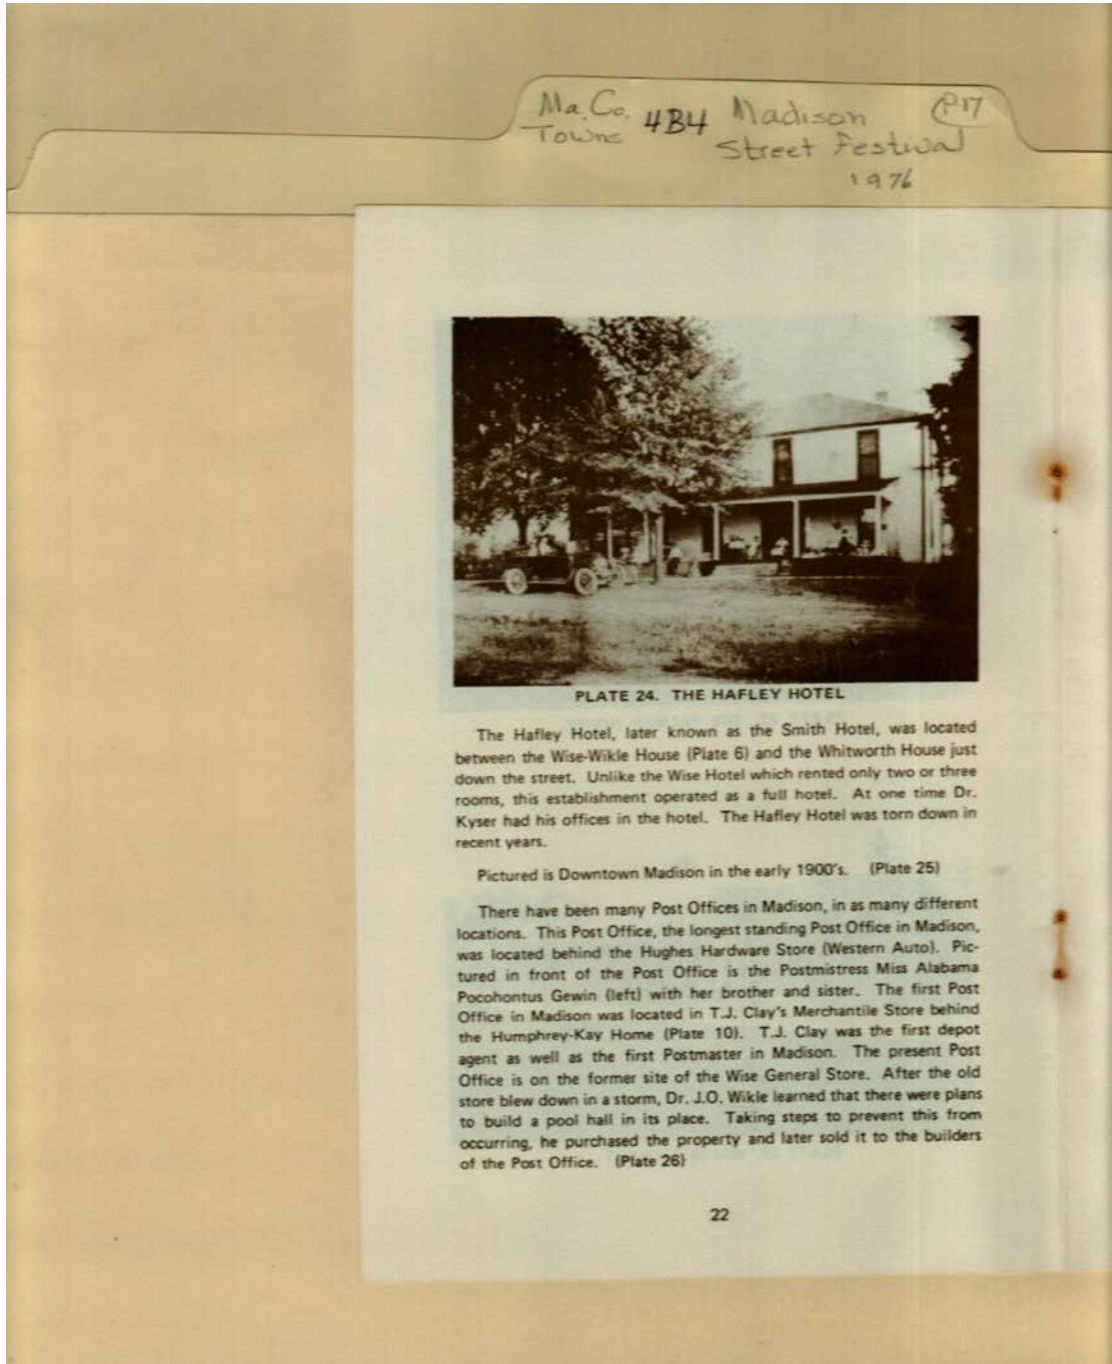 Ma. Co. 4B4 Madison P17
Towns Street Festival
1976
PLATE 24. THE HAFLEY HOTEL
The Hafley Hotel, later known as the Smith Hotel, was located
between the Wise-Wikle House (Plate 6) and the Whitworth House just
down the street. Unlike the Wise Hotel which rented only two or three
rooms, this establishment operated as a full hotel. At one time Dr.
Kyser had his offices in the hotel. The Hafley Hotel was torn down in
recent years.
Pictured is Downtown Madison in the early 1900's. (Plate 25)
There have been many Post Offices in Madison, in as many different
locations. This Post Office, the longest standing Post Office in Madison,
was located behind the Hughes Hardware Store (Western Auto). Pic-
tured in front of the Post Office is the Postmistress Miss Alabama
Pocohontus Gewin (left) with her brother and sister. The first Post
Office in Madison was located in T.J. Clay's Merchantile Store behind
the Humphrey-Kay Home (Plate 10). T.J. Clay was the first depot
agent as well as the first Postmaster in Madison. The present Post
Office is on the former site of the Wise General Store. After the old
store blew down in a storm, Dr. J.O. Wikle learned that there were plans
to build a pool hall in its place. Taking steps to prevent this from
occurring, he purchased the property and later sold it to the builders
of the Post Office. (Plate 26)
22